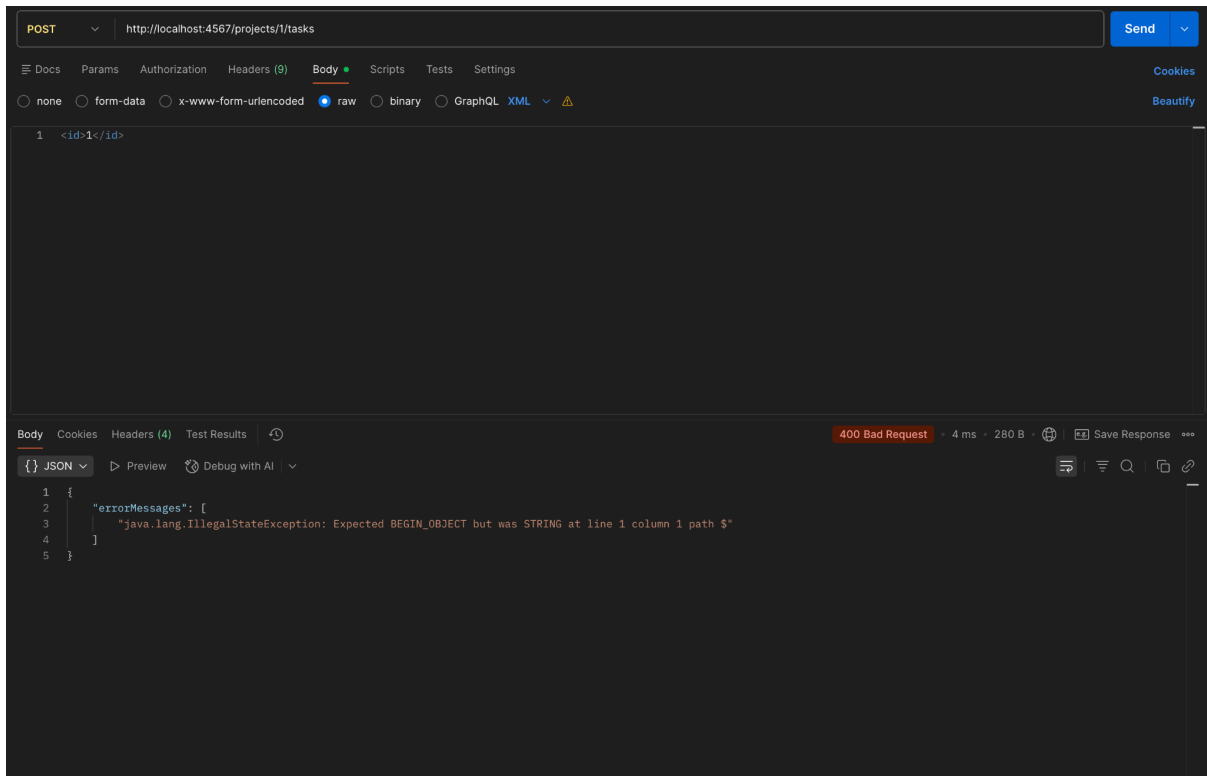 POST http://localhost:4567/projects/1/tasks Send
Docs Params Authorization Headers (9) Body Scripts Tests Settings Cookies
none form-data x-www-form-urlencoded raw binary GraphQL XML Beautify
1 <id>1</id>
Body Cookies Headers (4) Test Results 400 Bad Request 4 ms 280 B e.g. Save Response
{} JSON Preview Debug with AI
1 {
2 "errorMessages": [
3 "java.lang.IllegalStateException: Expected BEGIN_OBJECT but was STRING at line 1 column 1 path $"
4 ]
5 }